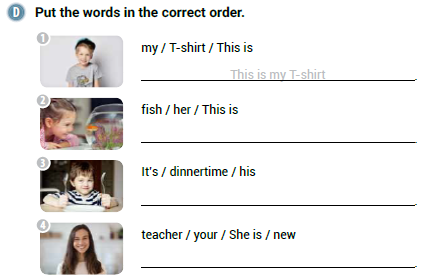 D Put the words in the correct order.
1
my / T-shirt / This is
This is my T-shirt.
2
fish / her / This is
.
3
It's / dinnertime / his
.
4
teacher / your / She is / new
.